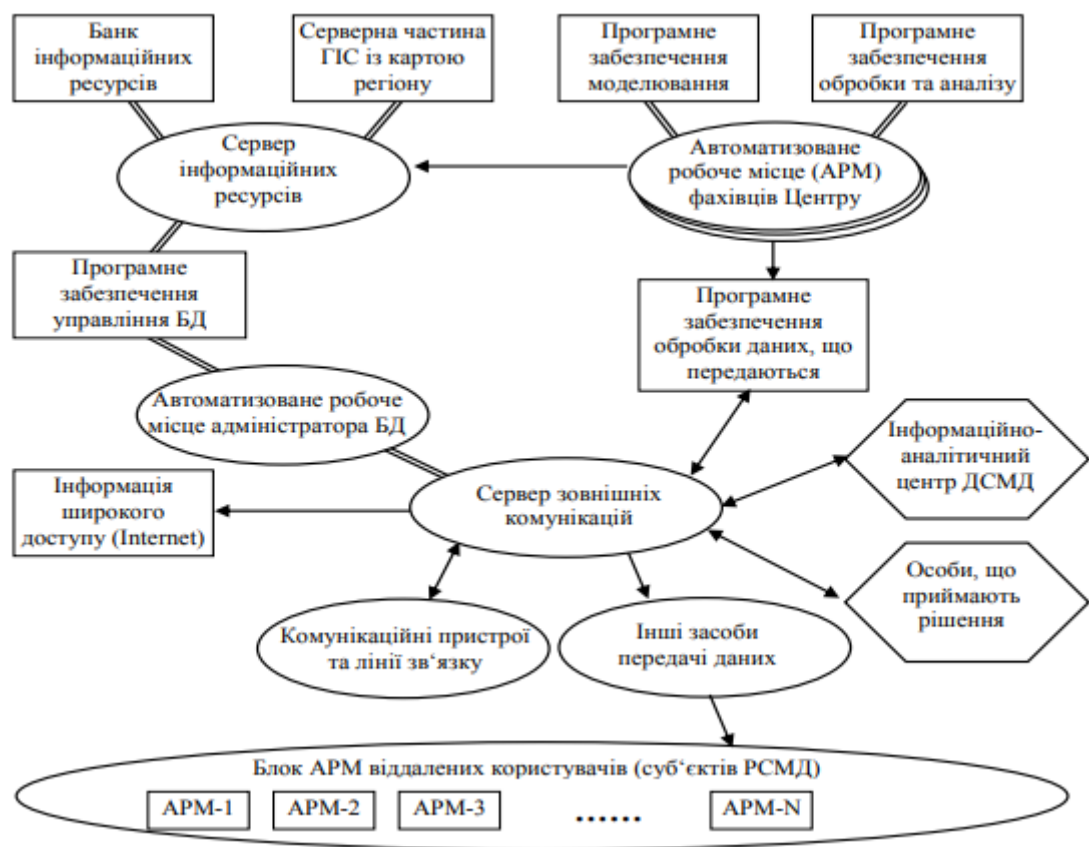 Банк
інформаційних
ресурсів
Серверна частина
ГІС із картою
регіону
Програмне
забезпечення
моделювання
Програмне
забезпечення
обробки та аналізу
Сервер
інформаційних
ресурсів
Автоматизоване
робоче місце (АРМ)
фахівців Центру
Програмне
забезпечення
управління БД
Програмне
забезпечення
обробки даних, що
передаються
Автоматизоване робоче
місце адміністратора БД
Інформаційно-
аналітичний
центр ДСМД
Інформація
широкого
доступу (Internet)
Сервер зовнішніх
комунікацій
Особи, що
приймають
рішення
Комунікаційні пристрої
та лінії зв‘язку
Інші засоби
передачі даних
Блок АРМ віддалених користувачів (суб‘єктів РСМД)
АРМ-1 АРМ-2 АРМ-3 ...... АРМ-N